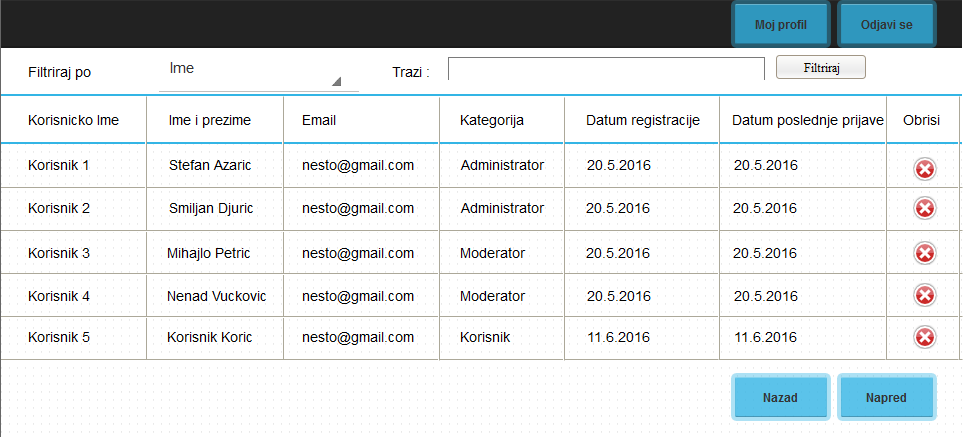 Moj profil Odjavi se
Filtriraj po Ime Trazi : Filtriraj
Korisnicko Ime Ime i prezime Email Kategorija Datum registracije Datum poslednje prijave Obrisi
Korisnik 1 Stefan Azaric nesto@gmail.com Administrator 20.5.2016 20.5.2016
Korisnik 2 Smiljan Djuric nesto@gmail.com Administrator 20.5.2016 20.5.2016
Korisnik 3 Mihajlo Petric nesto@gmail.com Moderator 20.5.2016 20.5.2016
Korisnik 4 Nenad Vuckovic nesto@gmail.com Moderator 20.5.2016 20.5.2016
Korisnik 5 Korisnik Koric nesto@gmail.com Korisnik 11.6.2016 11.6.2016
Nazad Napred